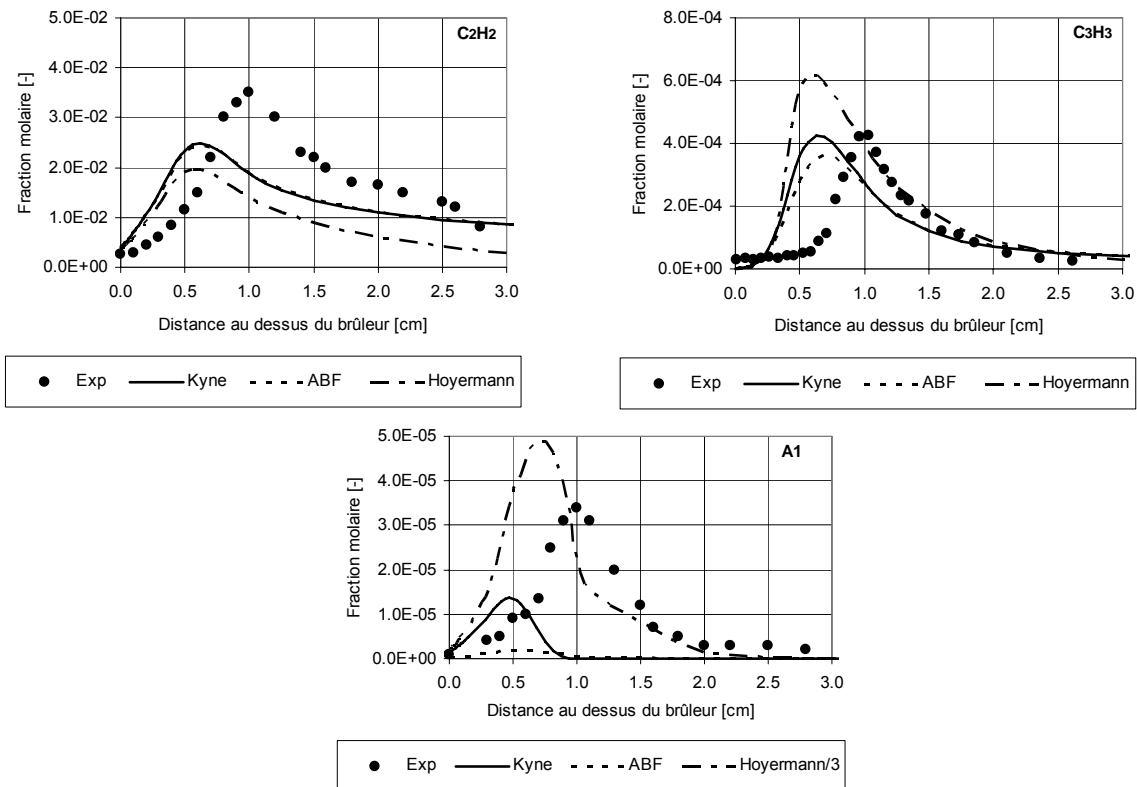 C2H2
Fraction molaire [-]
5.0E-02
4.0E-02
3.0E-02
2.0E-02
1.0E-02
0.0E+00
0.0 0.5 1.0 1.5 2.0 2.5 3.0
Distance au dessus du brûleur [cm]
Exp Kyne ABF Hoyermann
C3H3
Fraction molaire [-]
8.0E-04
6.0E-04
4.0E-04
2.0E-04
0.0E+00
0.0 0.5 1.0 1.5 2.0 2.5 3.0
Distance au dessus du brûleur [cm]
Exp Kyne ABF Hoyermann
A1
Fraction molaire [-]
5.0E-05
4.0E-05
3.0E-05
2.0E-05
1.0E-05
0.0E+00
0.0 0.5 1.0 1.5 2.0 2.5 3.0
Distance au dessus du brûleur [cm]
Exp Kyne ABF Hoyermann/3